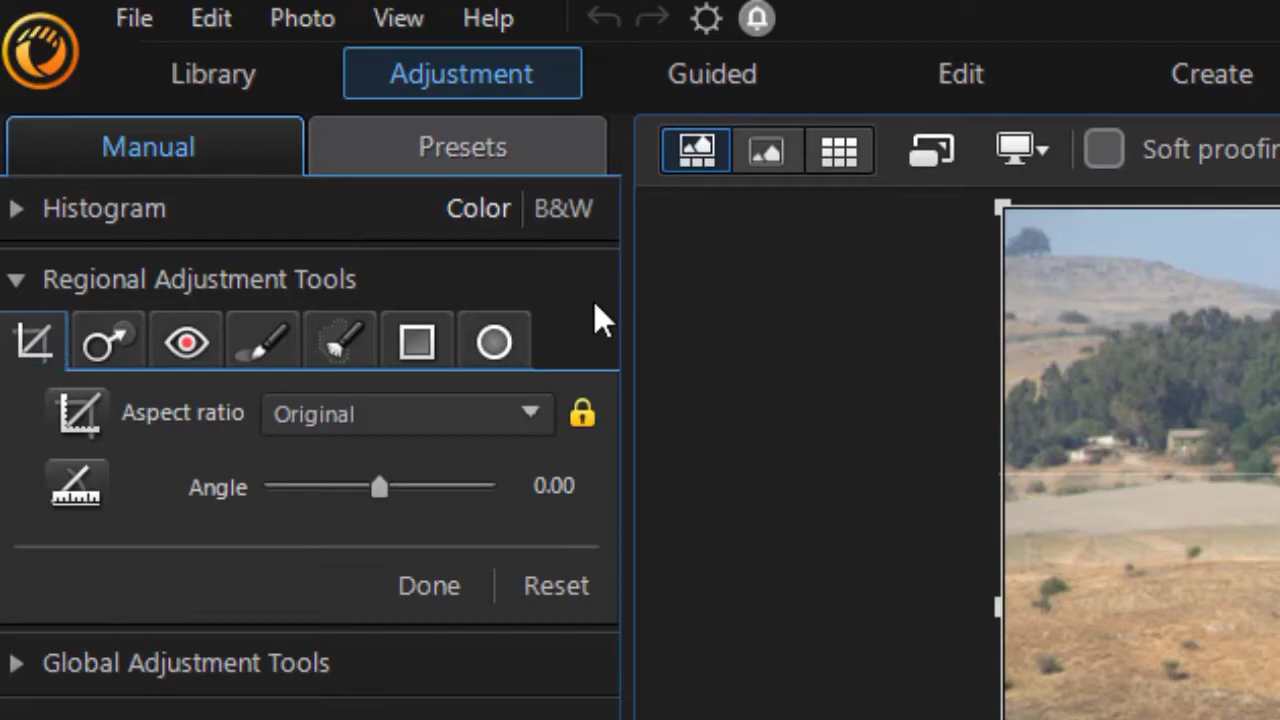 File Edit Photo View Help
Library Adjustment Guided Edit Create
Manual Presets
Soft proofin
Histogram Color B&W
Regional Adjustment Tools
Aspect ratio Original
Angle 0.00
Done Reset
Global Adjustment Tools